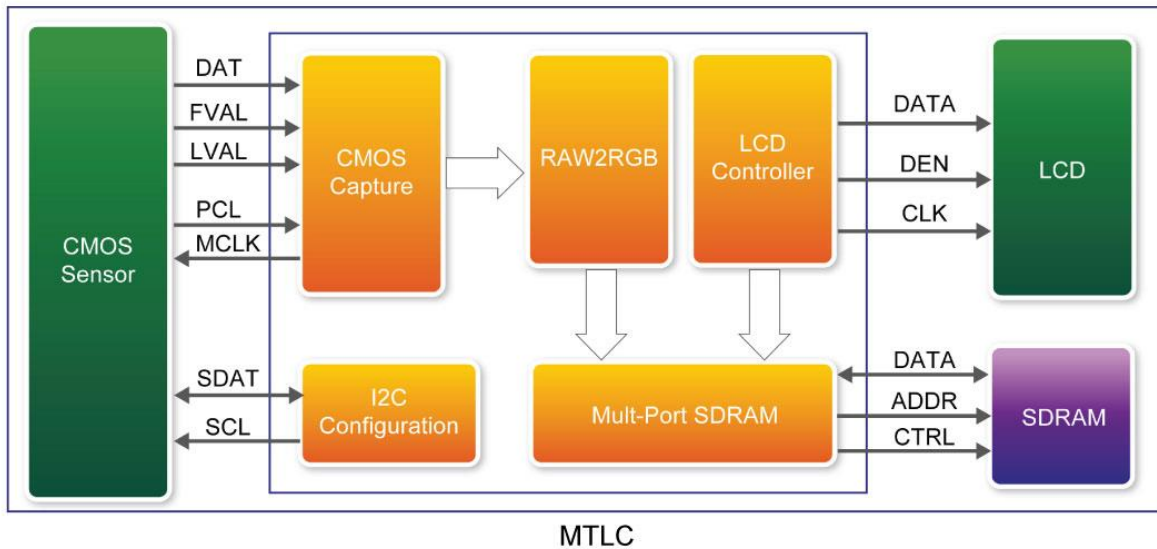 DAT
FVAL
LVAL
PCL
MCLK
SDAT
SCL
CMOS
Sensor
CMOS
Capture
RAW2RGB
LCD
Controller
I2C
Configuration
Mult-Port SDRAM
DATA
DEN
CLK
LCD
DATA
ADDR
CTRL
SDRAM
MTLC